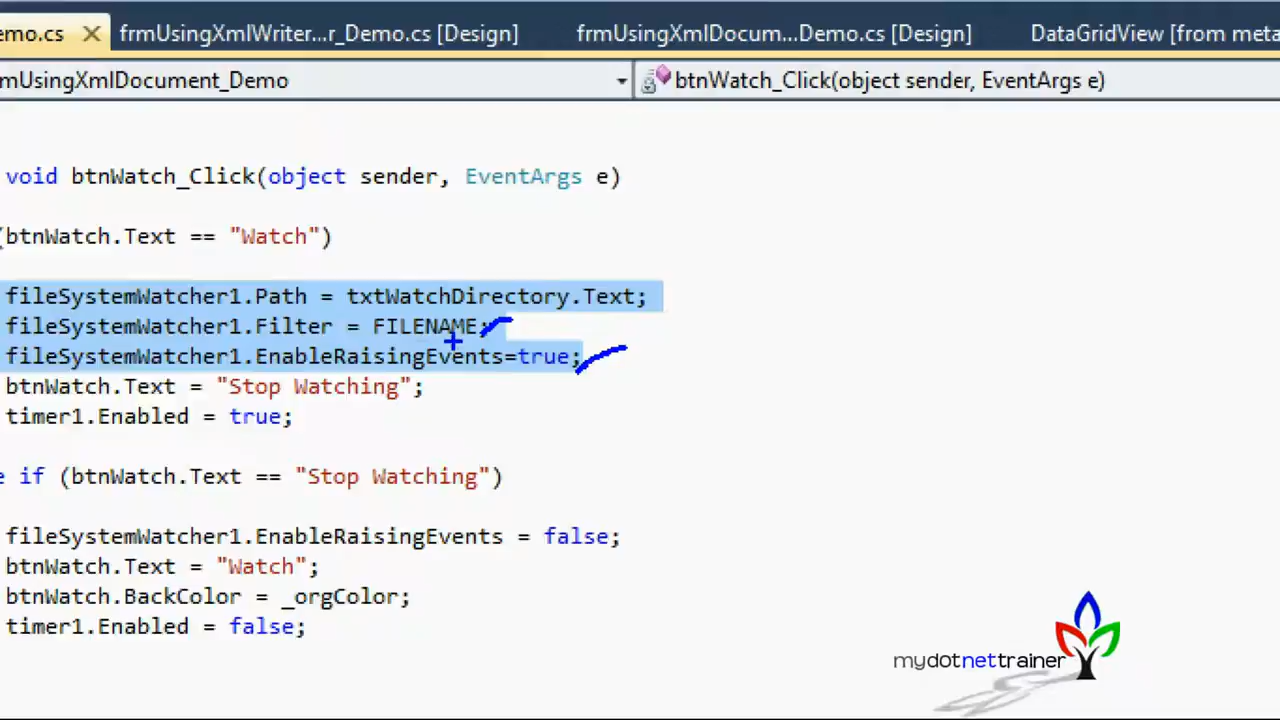 emo.cs
frmUsingXmlWriter...r_Demo.cs [Design]
frmUsingXmlDocum...Demo.cs [Design]
DataGridView [from meta
mUsingXmlDocument_Demo
btnWatch_Click(object sender, EventArgs e)
void btnWatch_Click(object sender, EventArgs e)
(btnWatch.Text == "Watch")
fileSystemWatcher1.Path = txtWatchDirectory.Text;
fileSystemWatcher1.Filter = FILENAME;
fileSystemWatcher1.EnableRaisingEvents=true;
btnWatch.Text = "Stop Watching";
timer1.Enabled = true;
e if (btnWatch.Text == "Stop Watching")
fileSystemWatcher1.EnableRaisingEvents = false;
btnWatch.Text = "Watch";
btnWatch.BackColor = _orgColor;
timer1.Enabled = false;
mydotnettrainer